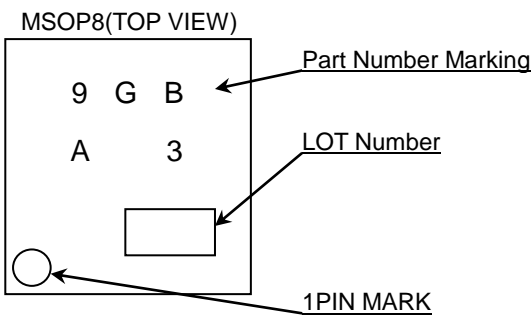 MSOP8(TOP VIEW)
Part Number Marking
9 G B
LOT Number
A 3
1PIN MARK